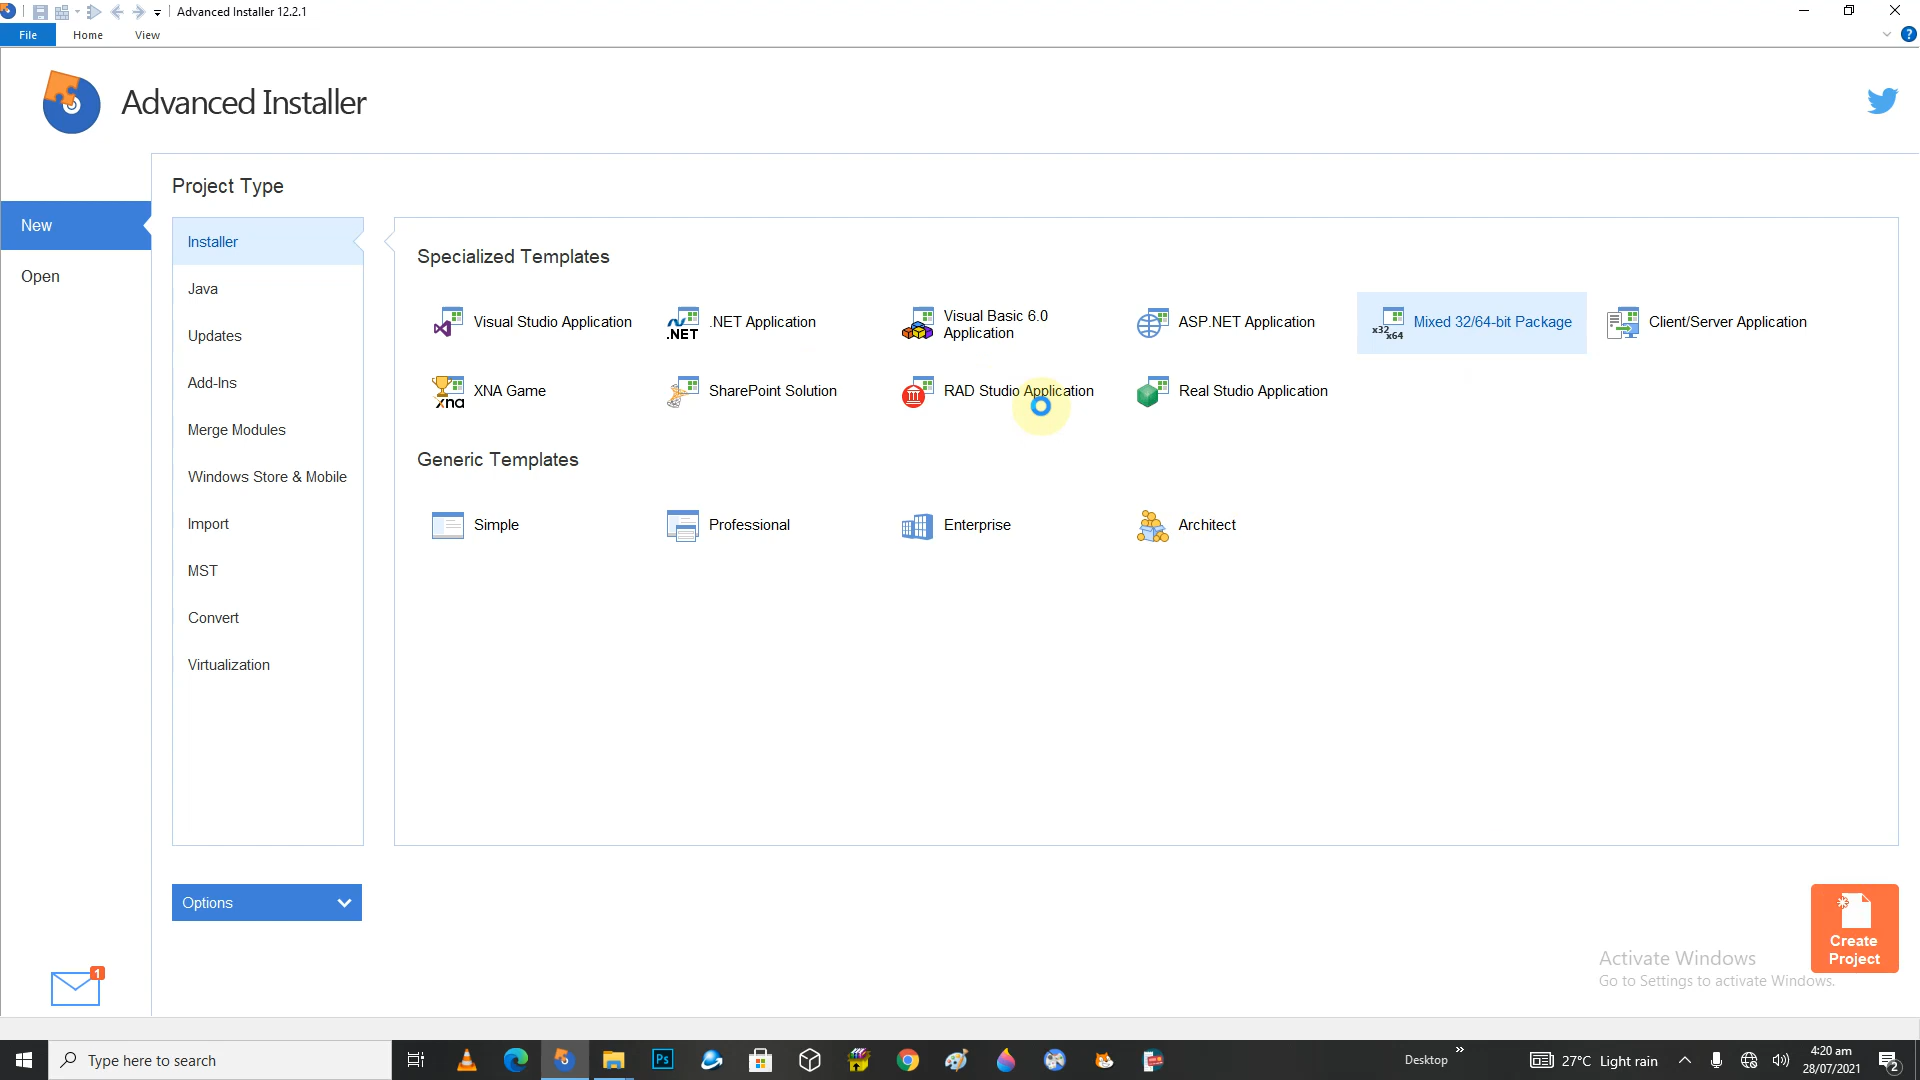 Advanced Installer 12.2.1
File Home View
?
Advanced Installer
Project Type
New
Open
Installer
Java
Updates
Add-Ins
Merge Modules
Windows Store & Mobile
Import
MST
Convert
Virtualization
Specialized Templates
Visual Studio Application
.NET
.NET Application
Visual Basic 6.0
Application
ASP.NET Application
x32
x64
Mixed 32/64-bit Package
Client/Server Application
xna
XNA Game
SharePoint Solution
RAD Studio Application
Real Studio Application
Generic Templates
Simple
Professional
Enterprise
Architect
Options
Create
Project
Activate Windows
Go to Settings to activate Windows.
1
Type here to search
Ps
Desktop
27°C Light rain
4:20 am
28/07/2021
2